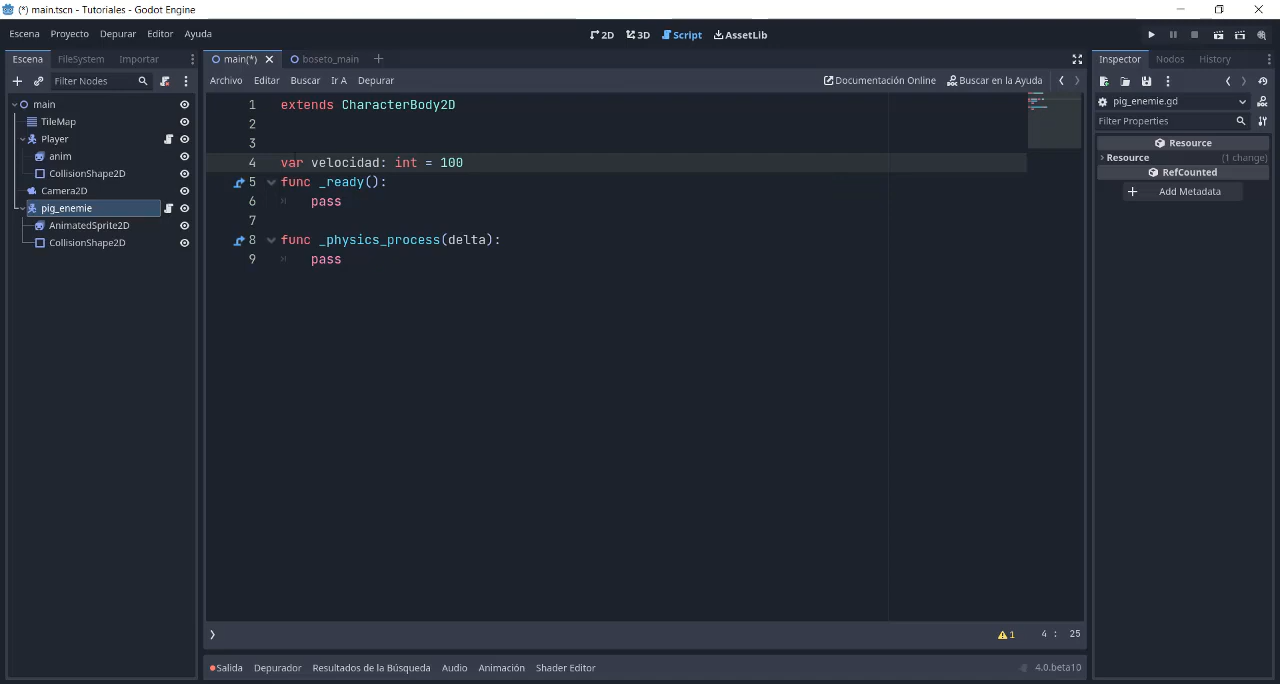 (*) main.tscn - Tutoriales - Godot Engine
Escena Proyecto Depurar Editor Ayuda
2D 3D Script AssetLib
Escena FileSystem Importar
Filter Nodes
main
TileMap
Player
anim
CollisionShape2D
Camera2D
pig_enemie
AnimatedSprite2D
CollisionShape2D
main(*) boseto_main
Archivo Editar Buscar Ir A Depurar
Documentación Online Buscar en la Ayuda
1 extends CharacterBody2D
2
3
4 var velocidad: int = 100
5 func _ready():
6 pass
7
8 func _physics_process(delta):
9 pass
1 4 : 25
Salida Depurador Resultados de la Búsqueda Audio Animación Shader Editor
4.0.beta10
Inspector Nodos History
pig_enemie.gd
Filter Properties
Resource
Resource (1 change)
RefCounted
Add Metadata